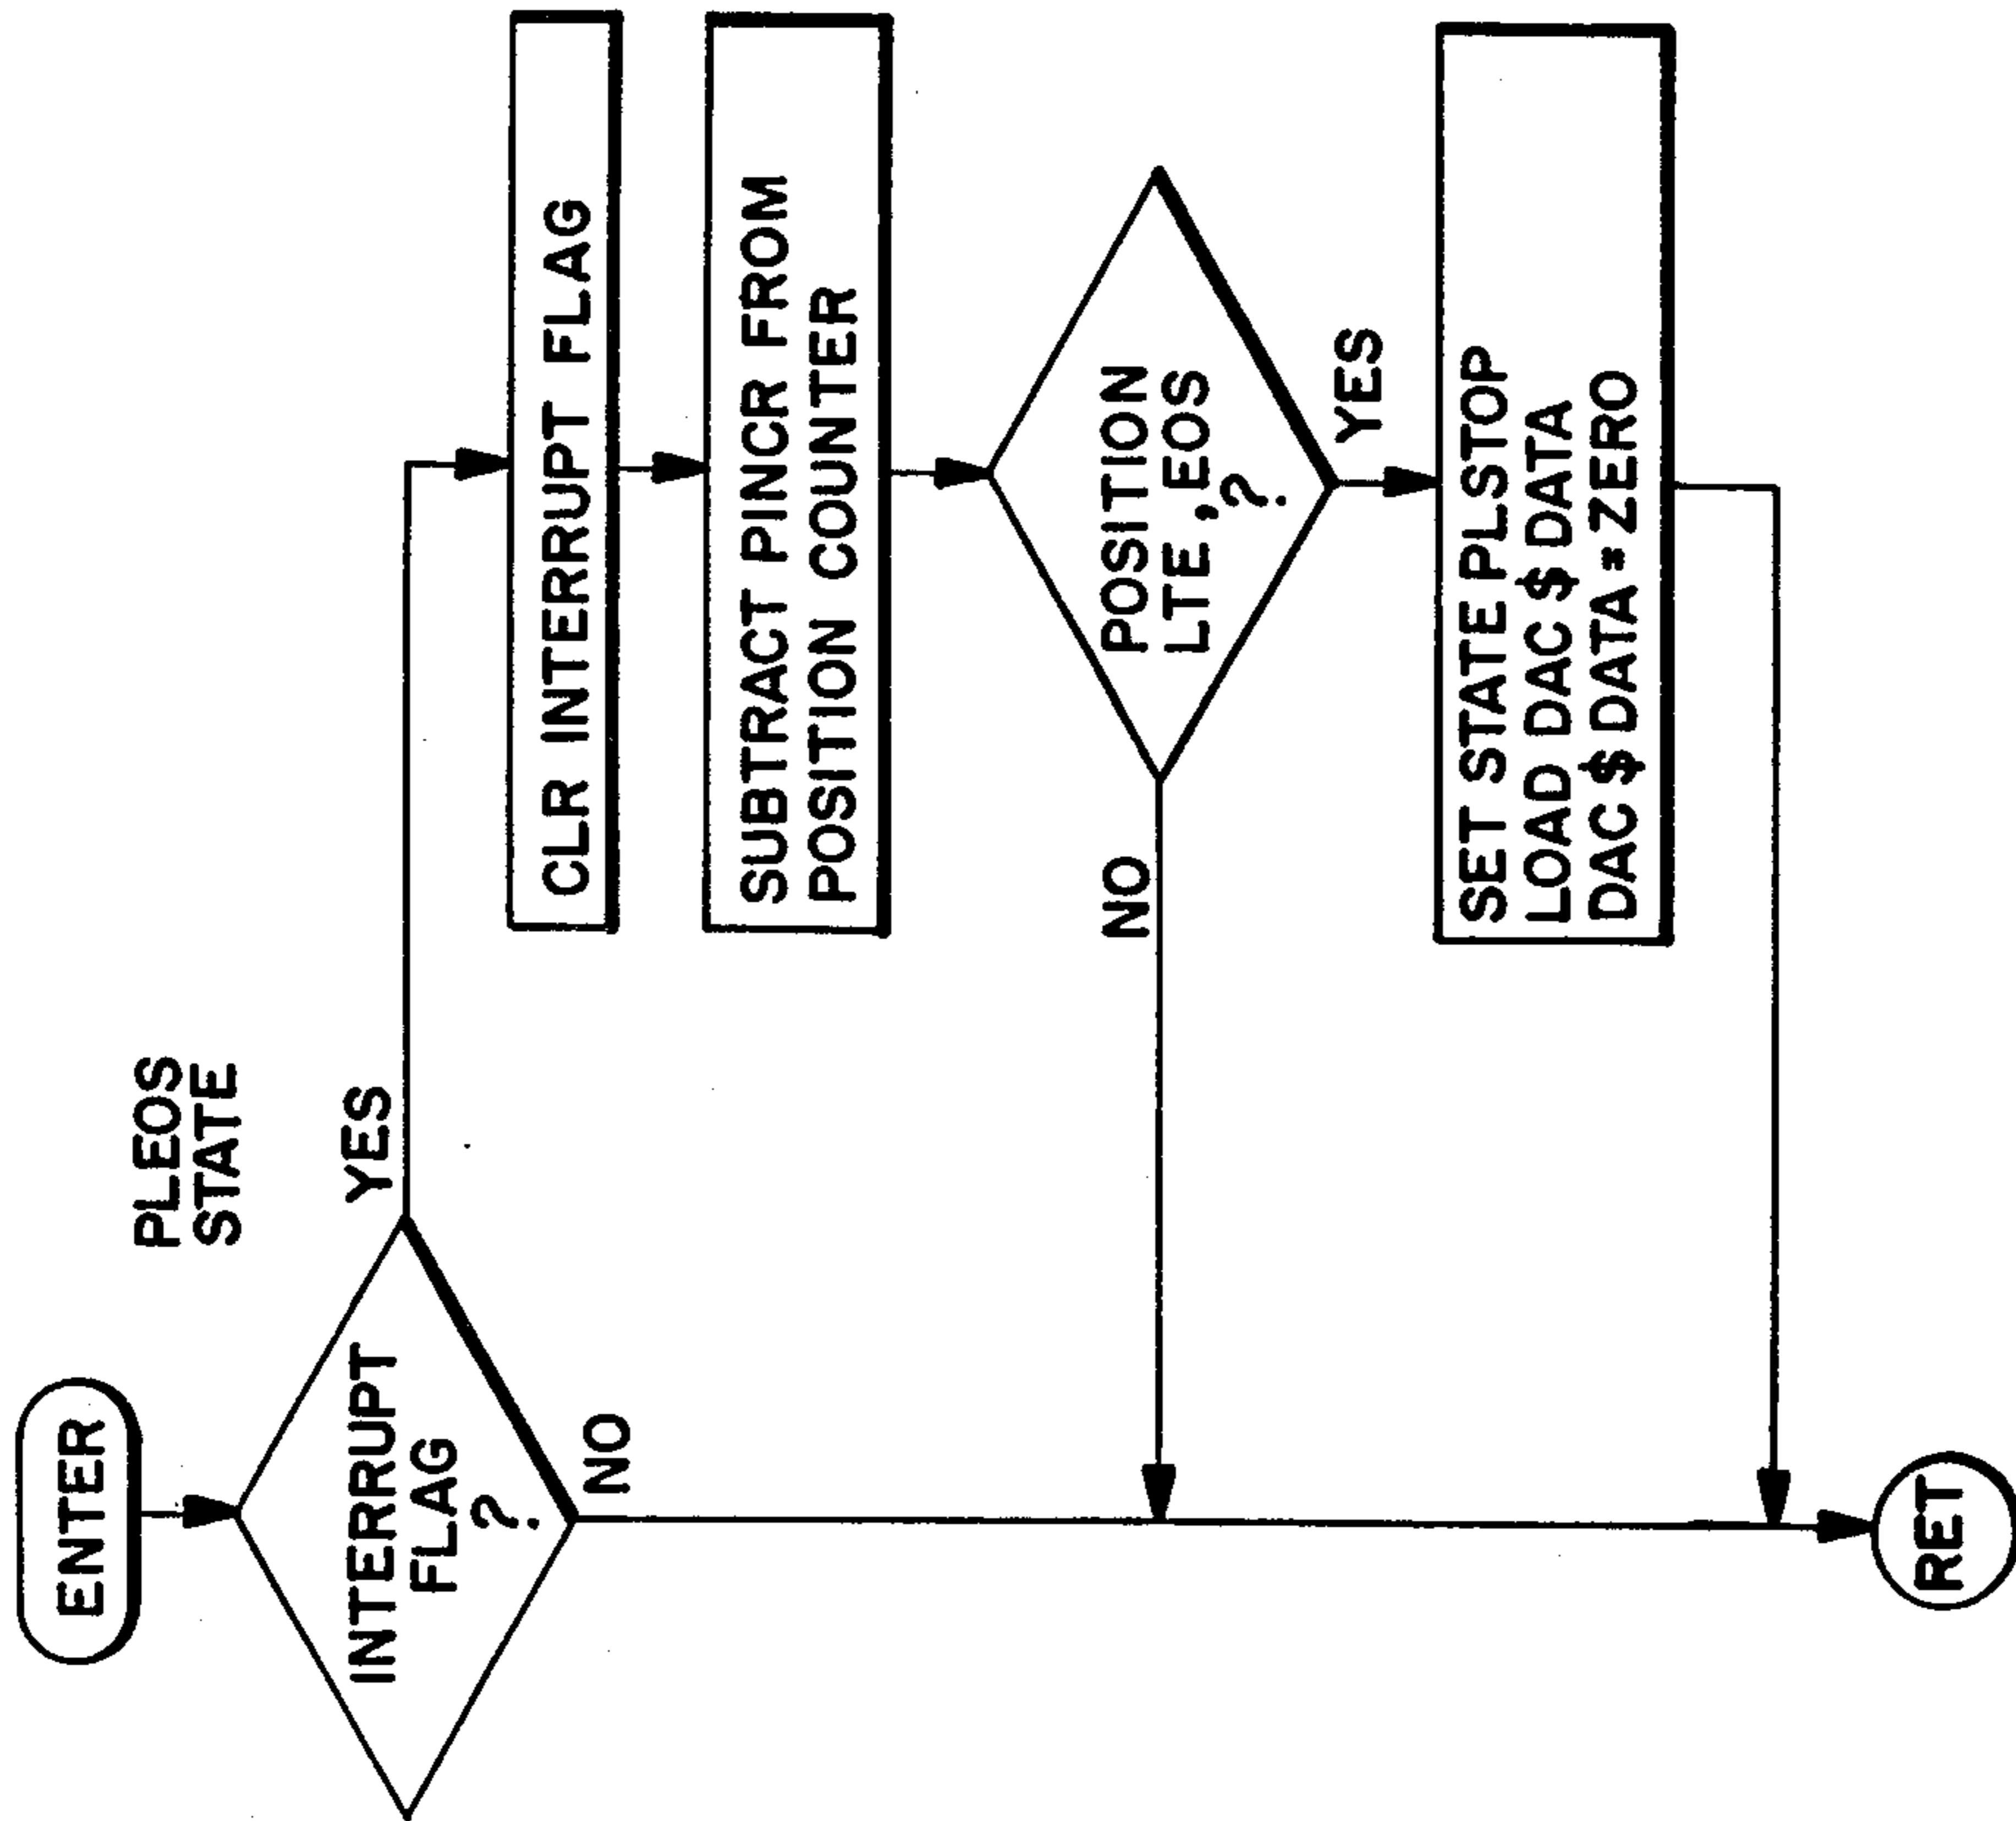 PLEOS
STATE
ENTER
INTERRUPT
FLAG
?
YES
NO
CLR INTERRUPT FLAG
SUBTRACT PINCR FROM
POSITION COUNTER
POSITION
LTE, EOS
?
NO
YES
SET STATE PLSTOP
LOAD DAC $ DATA
DAC $ DATA = ZERO
RET